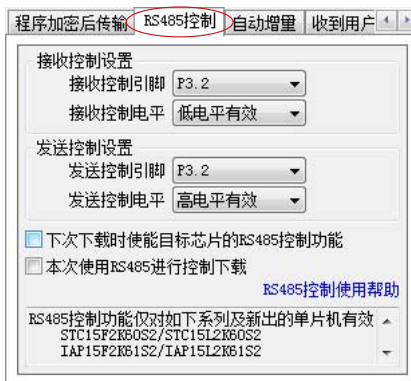 程序加密后传输 RS485控制 自动增量 收到用户
接收控制设置
接收控制引脚 P3.2
接收控制电平 低电平有效
发送控制设置
发送控制引脚 P3.2
发送控制电平 高电平有效
下次下载时使能目标芯片的RS485控制功能
本次使用RS485进行控制下载
RS485控制使用帮助
RS485控制功能仅对如下系列及新出的单片机有效
STC15F2K60S2/STC15L2K60S2
IAP15F2K61S2/IAP15L2K61S2